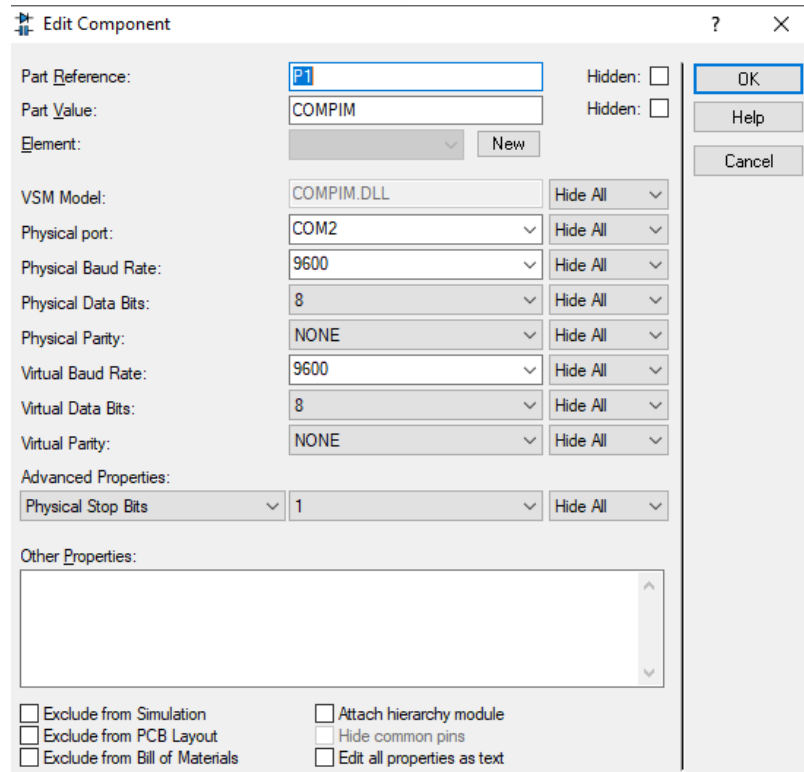 Edit Component ? ×
Part Reference: P1 Hidden: OK
Part Value: COMPIM Hidden: Help
Element: New Cancel
VSM Model: COMPIM.DLL Hide All
Physical port: COM2 Hide All
Physical Baud Rate: 9600 Hide All
Physical Data Bits: 8 Hide All
Physical Parity: NONE Hide All
Virtual Baud Rate: 9600 Hide All
Virtual Data Bits: 8 Hide All
Virtual Parity: NONE Hide All
Advanced Properties:
Physical Stop Bits 1 Hide All
Other Properties:
Exclude from Simulation Attach hierarchy module
Exclude from PCB Layout Hide common pins
Exclude from Bill of Materials Edit all properties as text